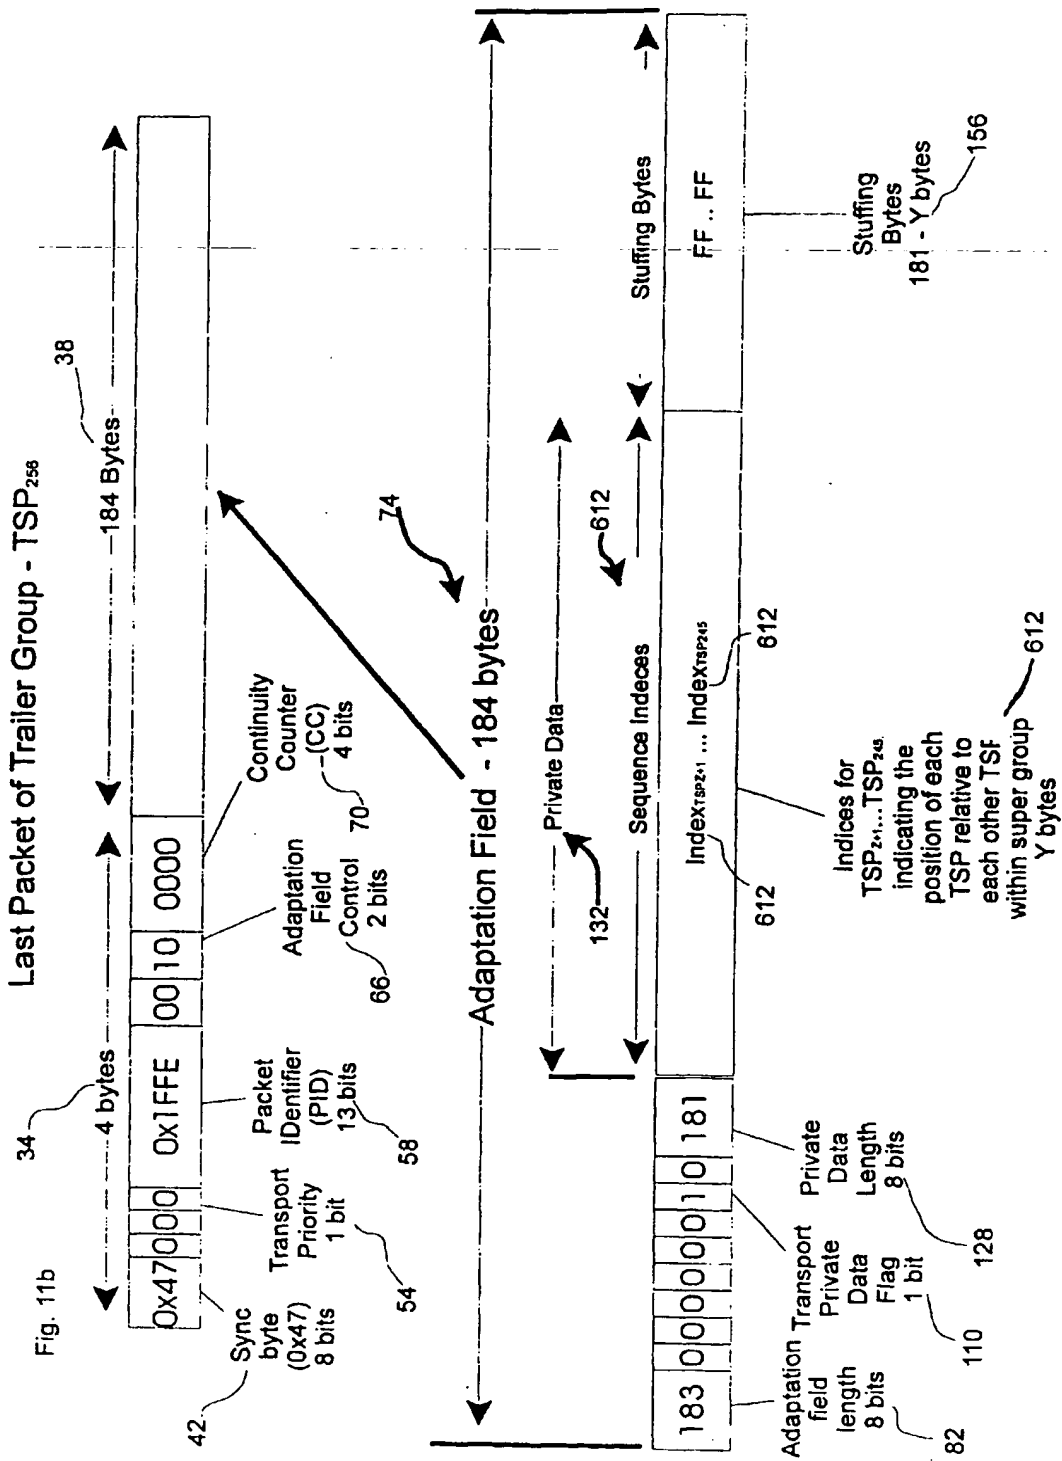 Fig. 11b
Last Packet of Trailer Group - TSP256
34
38
4 bytes
184 Bytes
0x47 0 0 0 0x1FFE 00 10 0000
42
Sync
byte
(0x47)
8 bits
Transport
Priority
1 bit
54
Packet
IDentifier
(PID)
13 bits
58
Adaptation
Field
Control
2 bits
66
Continuity
Counter
(CC)
4 bits
70
74
Adaptation Field - 184 bytes
Private Data
132
612
Sequence Indeces
Stuffing Bytes
183 0 0 0 0 0 0 1 0 181
IndexTSPZ+1 ... IndexTSP245
FF .. FF
612
612
Adaptation
field
length
8 bits
82
Transport
Private
Data
Flag
1 bit
110
Private
Data
Length
8 bits
128
Indices for
TSPZ+1...TSP245
indicating the
position of each
TSP relative to
each other TSP
within super group
Y bytes
612
Stuffing
Bytes
181 - Y bytes
156